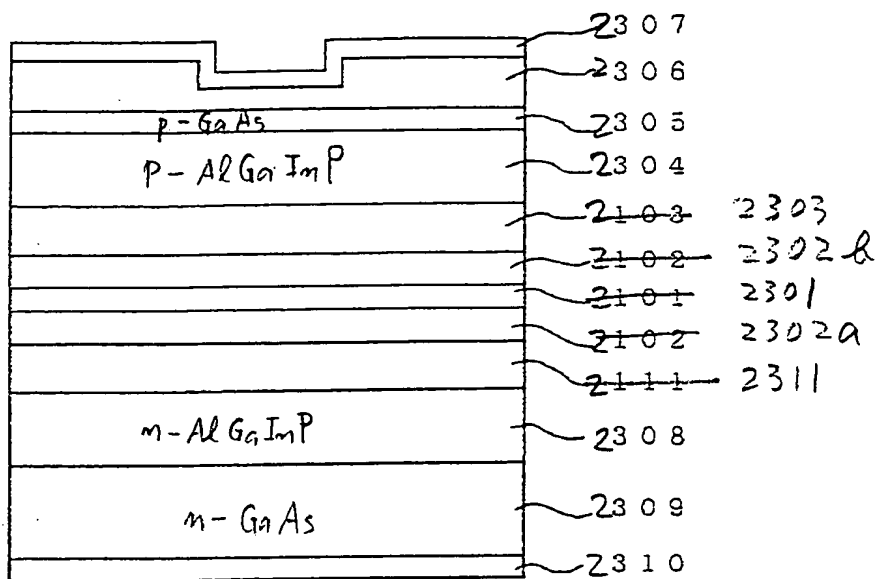 2307
2306
p-GaAs 2305
p-AlGaInP 2304
2103 2303
2102 2302b
2101 2301
2102 2302a
2111 2311
n-AlGaInP 2308
n-GaAs 2309
2310